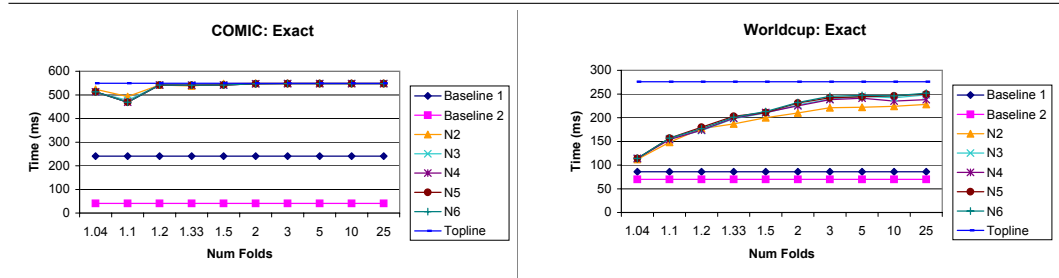 COMIC: Exact
600
500
400
300
200
100
0
Time (ms)
1.04 1.1 1.2 1.33 1.5 2 3 5 10 25
Num Folds
Baseline 1
Baseline 2
N2
N3
N4
N5
N6
Topline
Worldcup: Exact
300
250
200
150
100
50
0
Time (ms)
1.04 1.1 1.2 1.33 1.5 2 3 5 10 25
Num Folds
Baseline 1
Baseline 2
N2
N3
N4
N5
N6
Topline